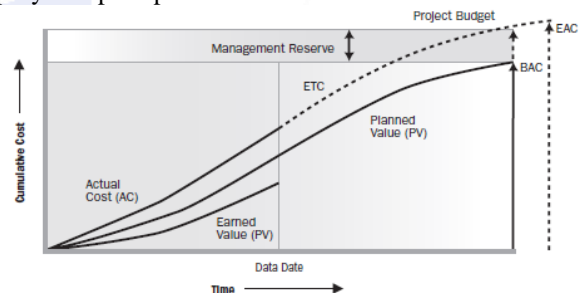 Project Budget
EAC
Management Reserve
BAC
ETC
Planned
Value (PV)
Cumulative Cost
Actual
Cost (AC)
Earned
Value (PV)
Data Date
Time